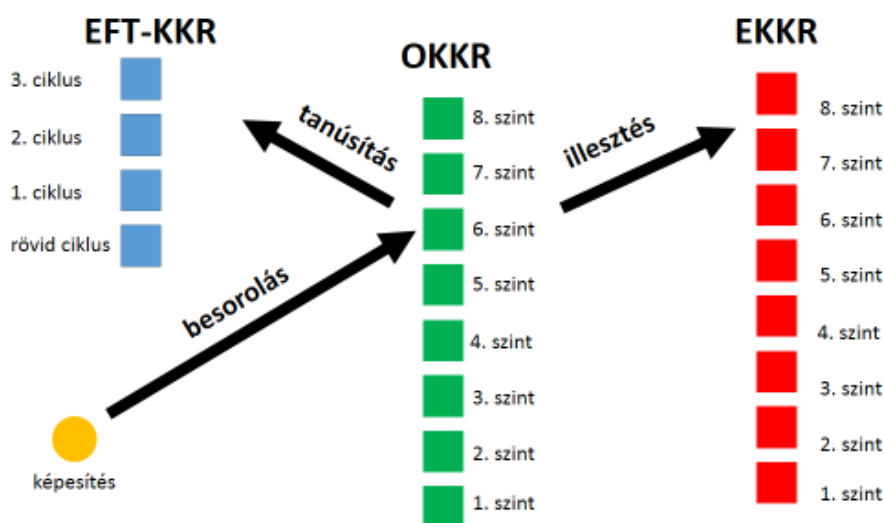 EFT-KKR
3. ciklus
2. ciklus
1. ciklus
rövid ciklus
tanúsítás
besorolás
képesítés
OKKR
8. szint
7. szint
6. szint
5. szint
4. szint
3. szint
2. szint
1. szint
illesztés
EKKR
8. szint
7. szint
6. szint
5. szint
4. szint
3. szint
2. szint
1. szint